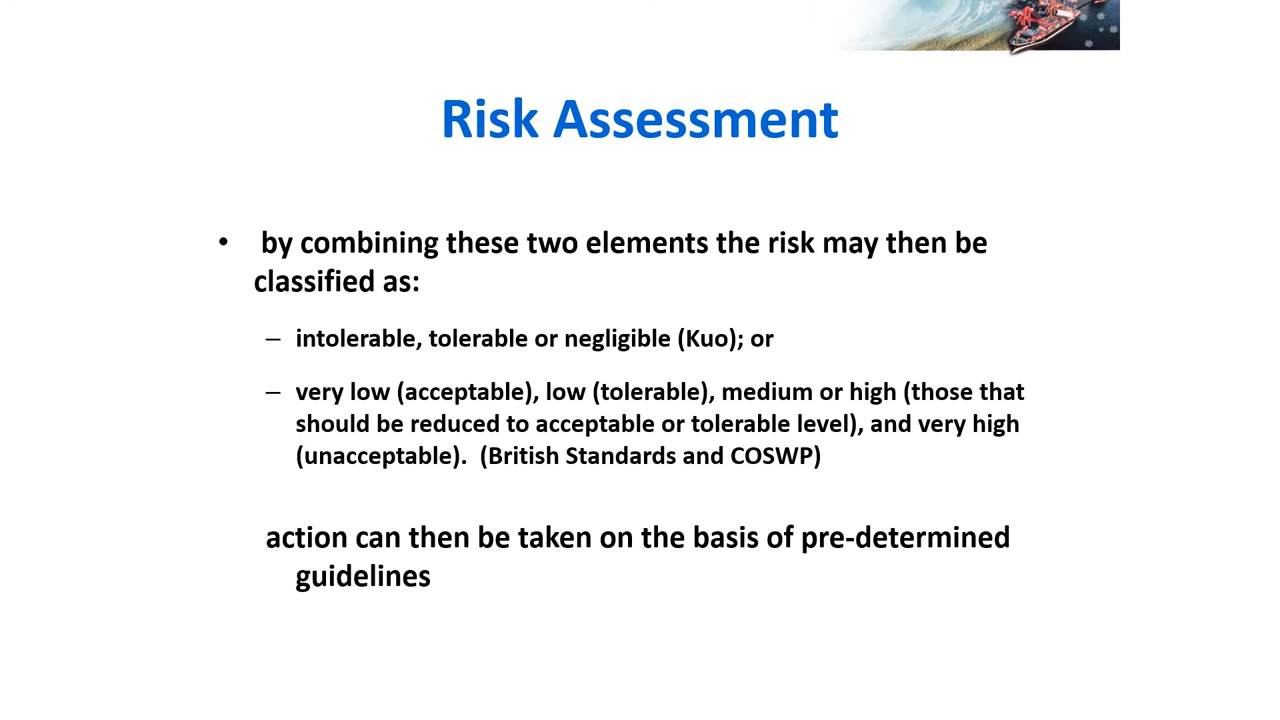 Risk Assessment
• by combining these two elements the risk may then be
classified as:
– intolerable, tolerable or negligible (Kuo); or
– very low (acceptable), low (tolerable), medium or high (those that
should be reduced to acceptable or tolerable level), and very high
(unacceptable).  (British Standards and COSWP)
action can then be taken on the basis of pre-determined
guidelines